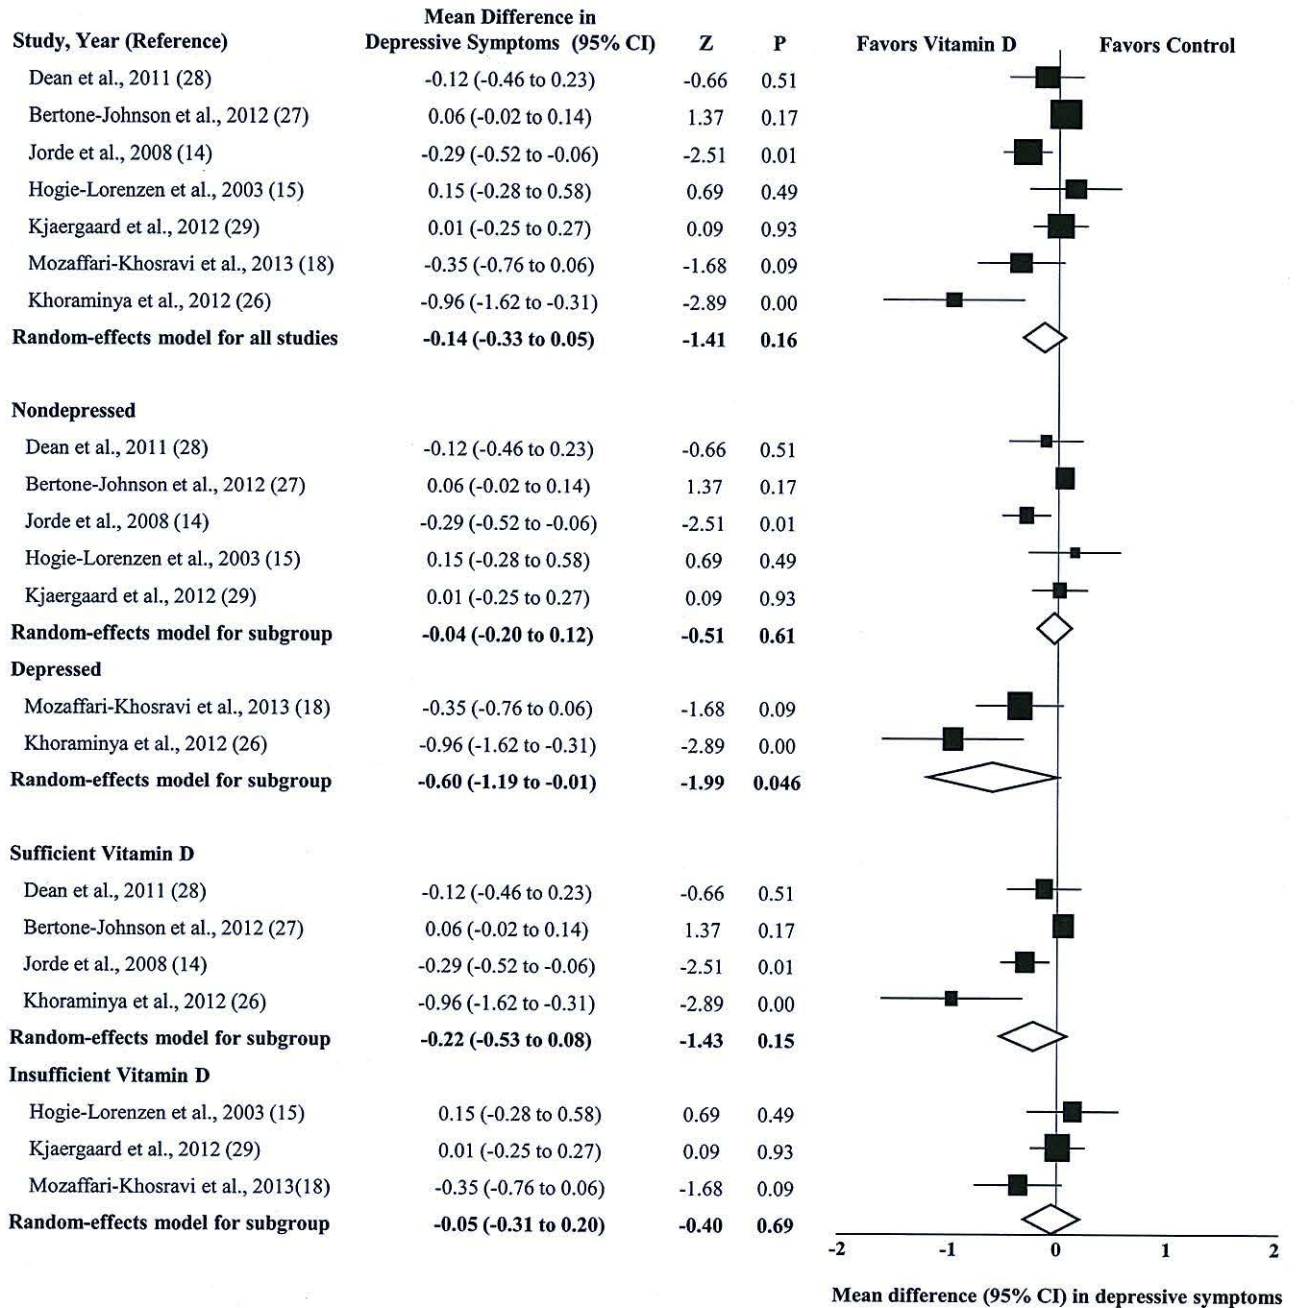 Mean Difference in
Study, Year (Reference) Depressive Symptoms (95% CI) Z P Favors Vitamin D Favors Control
Dean et al., 2011 (28) -0.12 (-0.46 to 0.23) -0.66 0.51
Bertone-Johnson et al., 2012 (27) 0.06 (-0.02 to 0.14) 1.37 0.17
Jorde et al., 2008 (14) -0.29 (-0.52 to -0.06) -2.51 0.01
Hogie-Lorenzen et al., 2003 (15) 0.15 (-0.28 to 0.58) 0.69 0.49
Kjaergaard et al., 2012 (29) 0.01 (-0.25 to 0.27) 0.09 0.93
Mozaffari-Khosravi et al., 2013 (18) -0.35 (-0.76 to 0.06) -1.68 0.09
Khoraminya et al., 2012 (26) -0.96 (-1.62 to -0.31) -2.89 0.00
Random-effects model for all studies -0.14 (-0.33 to 0.05) -1.41 0.16
Nondepressed
Dean et al., 2011 (28) -0.12 (-0.46 to 0.23) -0.66 0.51
Bertone-Johnson et al., 2012 (27) 0.06 (-0.02 to 0.14) 1.37 0.17
Jorde et al., 2008 (14) -0.29 (-0.52 to -0.06) -2.51 0.01
Hogie-Lorenzen et al., 2003 (15) 0.15 (-0.28 to 0.58) 0.69 0.49
Kjaergaard et al., 2012 (29) 0.01 (-0.25 to 0.27) 0.09 0.93
Random-effects model for subgroup -0.04 (-0.20 to 0.12) -0.51 0.61
Depressed
Mozaffari-Khosravi et al., 2013 (18) -0.35 (-0.76 to 0.06) -1.68 0.09
Khoraminya et al., 2012 (26) -0.96 (-1.62 to -0.31) -2.89 0.00
Random-effects model for subgroup -0.60 (-1.19 to -0.01) -1.99 0.046
Sufficient Vitamin D
Dean et al., 2011 (28) -0.12 (-0.46 to 0.23) -0.66 0.51
Bertone-Johnson et al., 2012 (27) 0.06 (-0.02 to 0.14) 1.37 0.17
Jorde et al., 2008 (14) -0.29 (-0.52 to -0.06) -2.51 0.01
Khoraminya et al., 2012 (26) -0.96 (-1.62 to -0.31) -2.89 0.00
Random-effects model for subgroup -0.22 (-0.53 to 0.08) -1.43 0.15
Insufficient Vitamin D
Hogie-Lorenzen et al., 2003 (15) 0.15 (-0.28 to 0.58) 0.69 0.49
Kjaergaard et al., 2012 (29) 0.01 (-0.25 to 0.27) 0.09 0.93
Mozaffari-Khosravi et al., 2013(18) -0.35 (-0.76 to 0.06) -1.68 0.09
Random-effects model for subgroup -0.05 (-0.31 to 0.20) -0.40 0.69
-2 -1 0 1 2
Mean difference (95% CI) in depressive symptoms